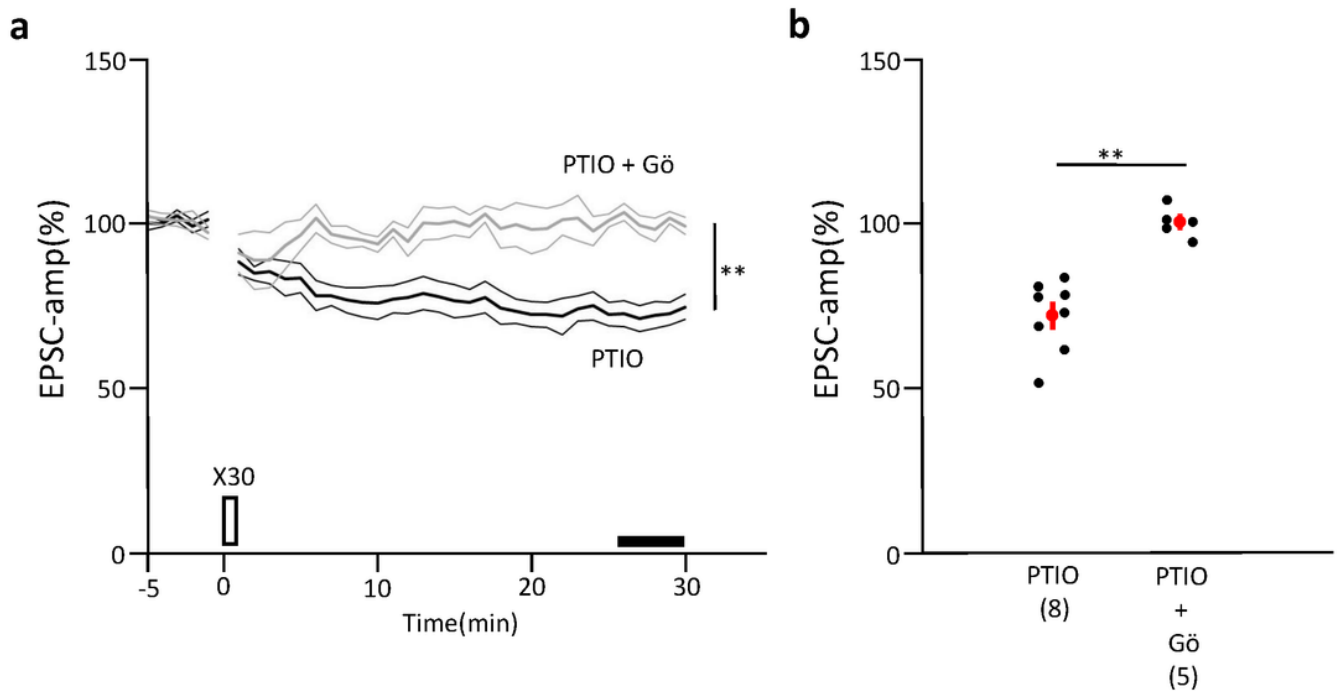 a
EPSC-amp(%)
150
100
50
0
PTIO + Gö
**
PTIO
X30
-5 0 10 20 30
Time(min)
b
EPSC-amp(%)
150
100
50
0
**
PTIO
(8)
PTIO
+
Gö
(5)